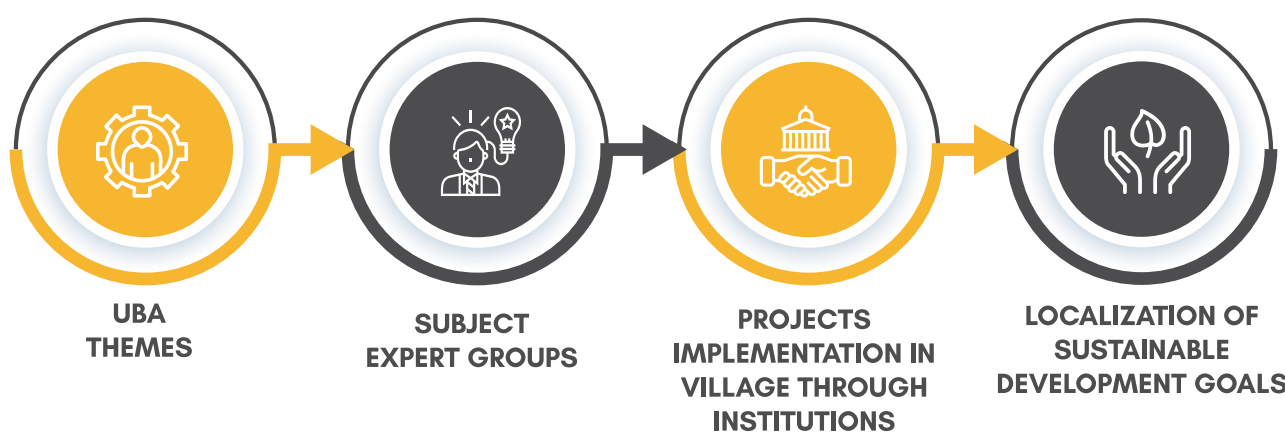 UBA
THEMES
SUBJECT
EXPERT GROUPS
PROJECTS
IMPLEMENTATION IN
VILLAGE THROUGH
INSTITUTIONS
LOCALIZATION OF
SUSTAINABLE
DEVELOPMENT GOALS